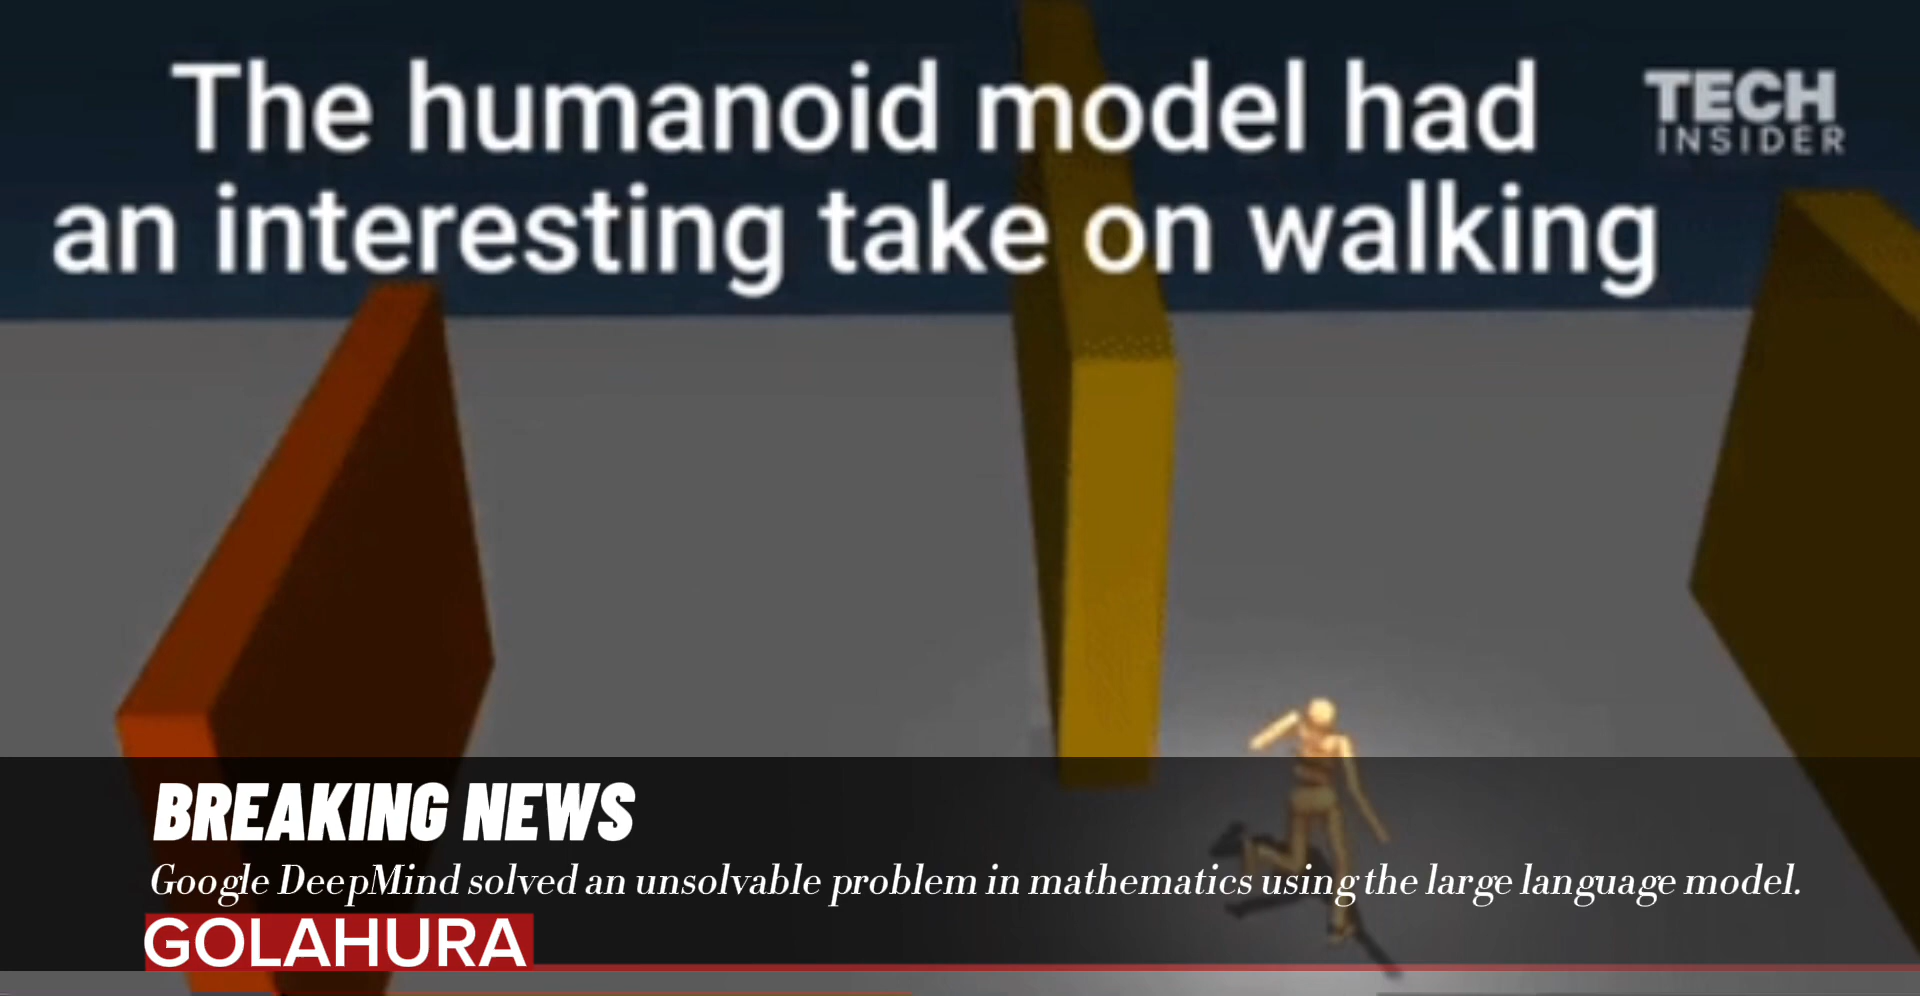 The humanoid model had
an interesting take on walking
TECH
INSIDER
BREAKING NEWS
Google DeepMind solved an unsolvable problem in mathematics using the large language model.
GOLAHURA